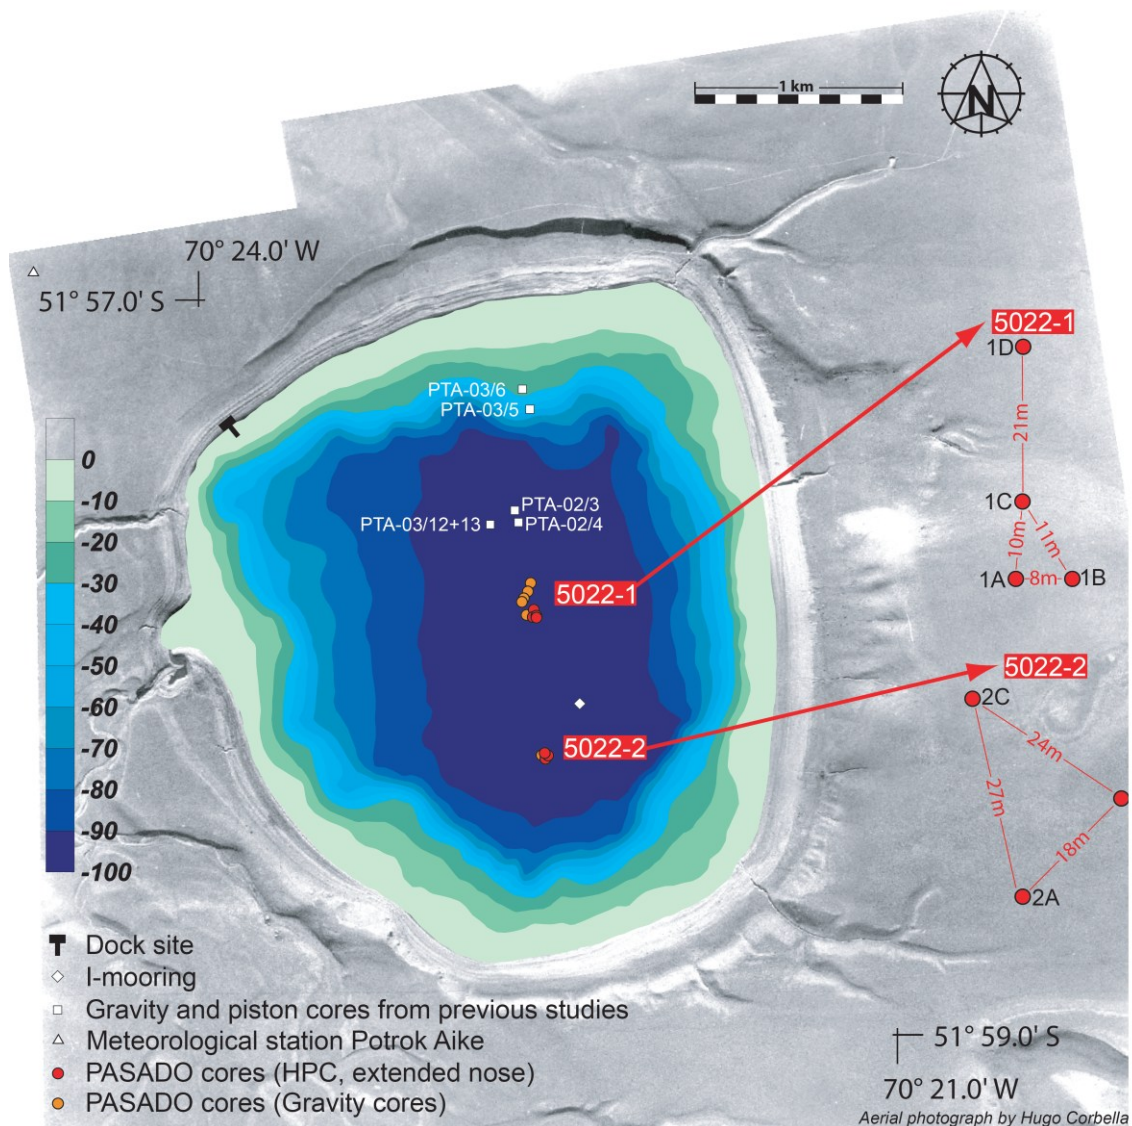 1 km
N
70° 24.0' W
51° 57.0' S
5022-1
1D
21m
PTA-03/6
PTA-03/5
0
-10
-20
-30
-40
-50
-60
-70
-80
-90
-100
PTA-02/3
PTA-03/12+13
PTA-02/4
1C
10m
11m
1A
8m
1B
5022-1
5022-2
2C
24m
27m
18m
2A
5022-2
Dock site
I-mooring
Gravity and piston cores from previous studies
Meteorological station Potrok Aike
PASADO cores (HPC, extended nose)
PASADO cores (Gravity cores)
51° 59.0' S
70° 21.0' W
Aerial photograph by Hugo Corbella